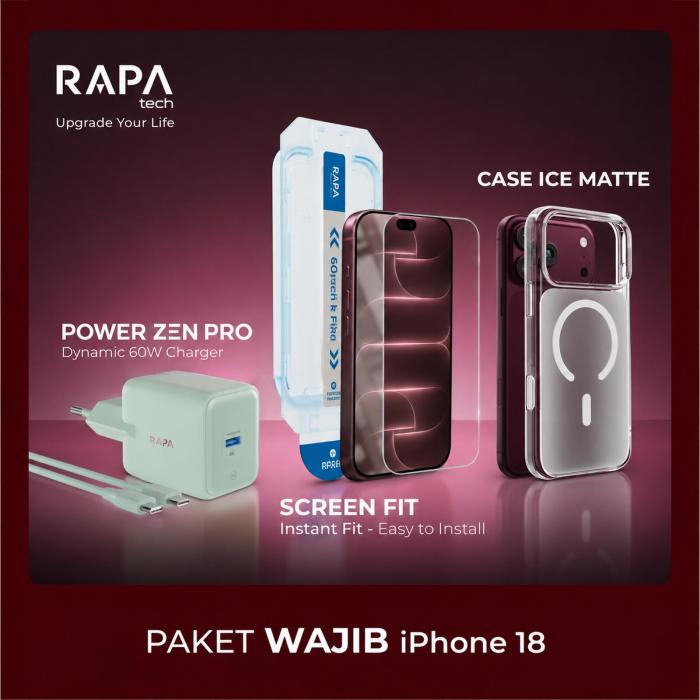 RAPA
tech
Upgrade Your Life
CASE ICE MATTE
RAPA
POWER ZEN PRO
Dynamic 60W Charger
RAPA
SCREEN FIT
Instant Fit - Easy to Install
PAKET WAJIB iPhone 18